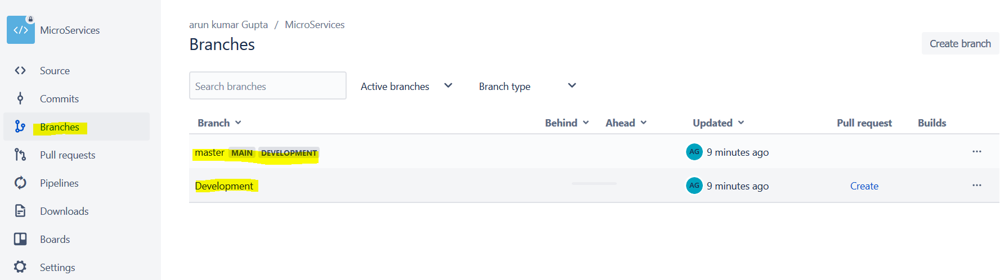 </> MicroServices
Source
Commits
Branches
Pull requests
Pipelines
Downloads
Boards
Settings
arun kumar Gupta / MicroServices
Branches
Create branch
Search branches Active branches Branch type
Branch Behind Ahead Updated Pull request Builds
master MAIN DEVELOPMENT AG 9 minutes ago ...
Development AG 9 minutes ago Create ...